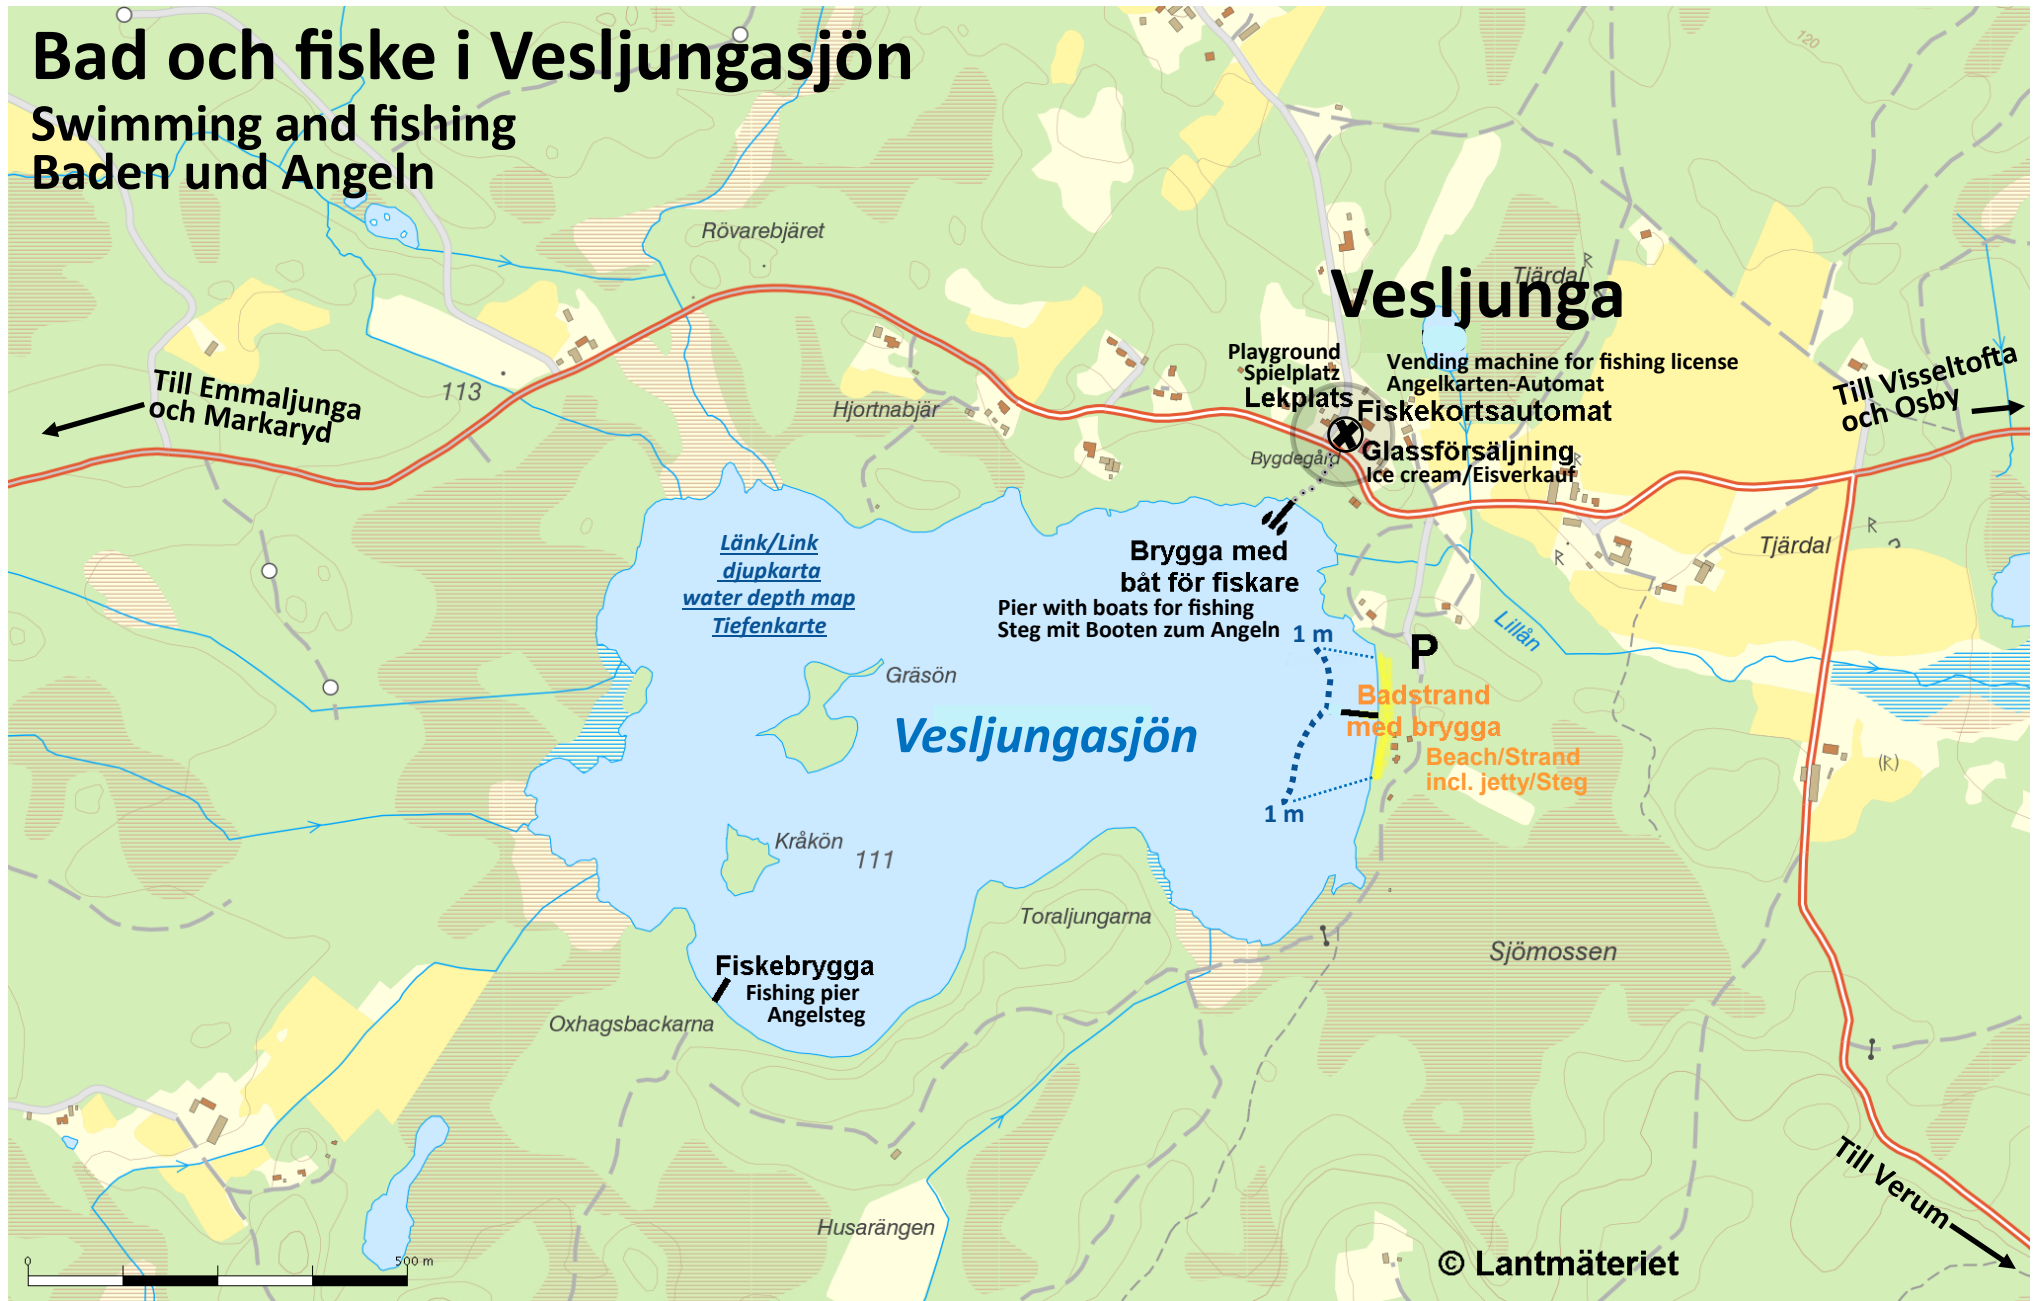 Bad och fiske i Vesljungasjön
Swimming and fishing
Baden und Angeln
120
Rövarebjäret
Tjärdal
Vesljunga
Playground
Spielplatz
Lekplats
Vending machine for fishing license
Angelkarten-Automat
Fiskekortsautomat
Glassförsäljning
Ice cream/Eisverkauf
Bygdegård
Till Visseltofta
och Osby
Till Emmaljunga
och Markaryd
113
Hjortnabjär
R
R
R
R
R
(R)
Länk/Link
djupkarta
water depth map
Tiefenkarte
Brygga med
båt för fiskare
Pier with boats for fishing
Steg mit Booten zum Angeln
1 m
Tjärdal
Lillån
P
Badstrand
med brygga
Beach/Strand
incl. jetty/Steg
1 m
Gräsön
Vesljungasjön
Kråkön
111
Toraljungarna
Sjömossen
Fiskebrygga
Fishing pier
Angelsteg
Oxhagsbackarna
Till Verum
Husarängen
0
500 m
© Lantmäteriet